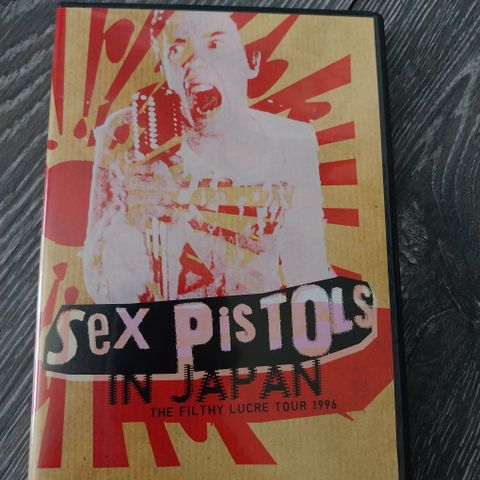 Sex PiSTOLS
IN JAPAN
THE FILTHY LUCRE TOUR 1996